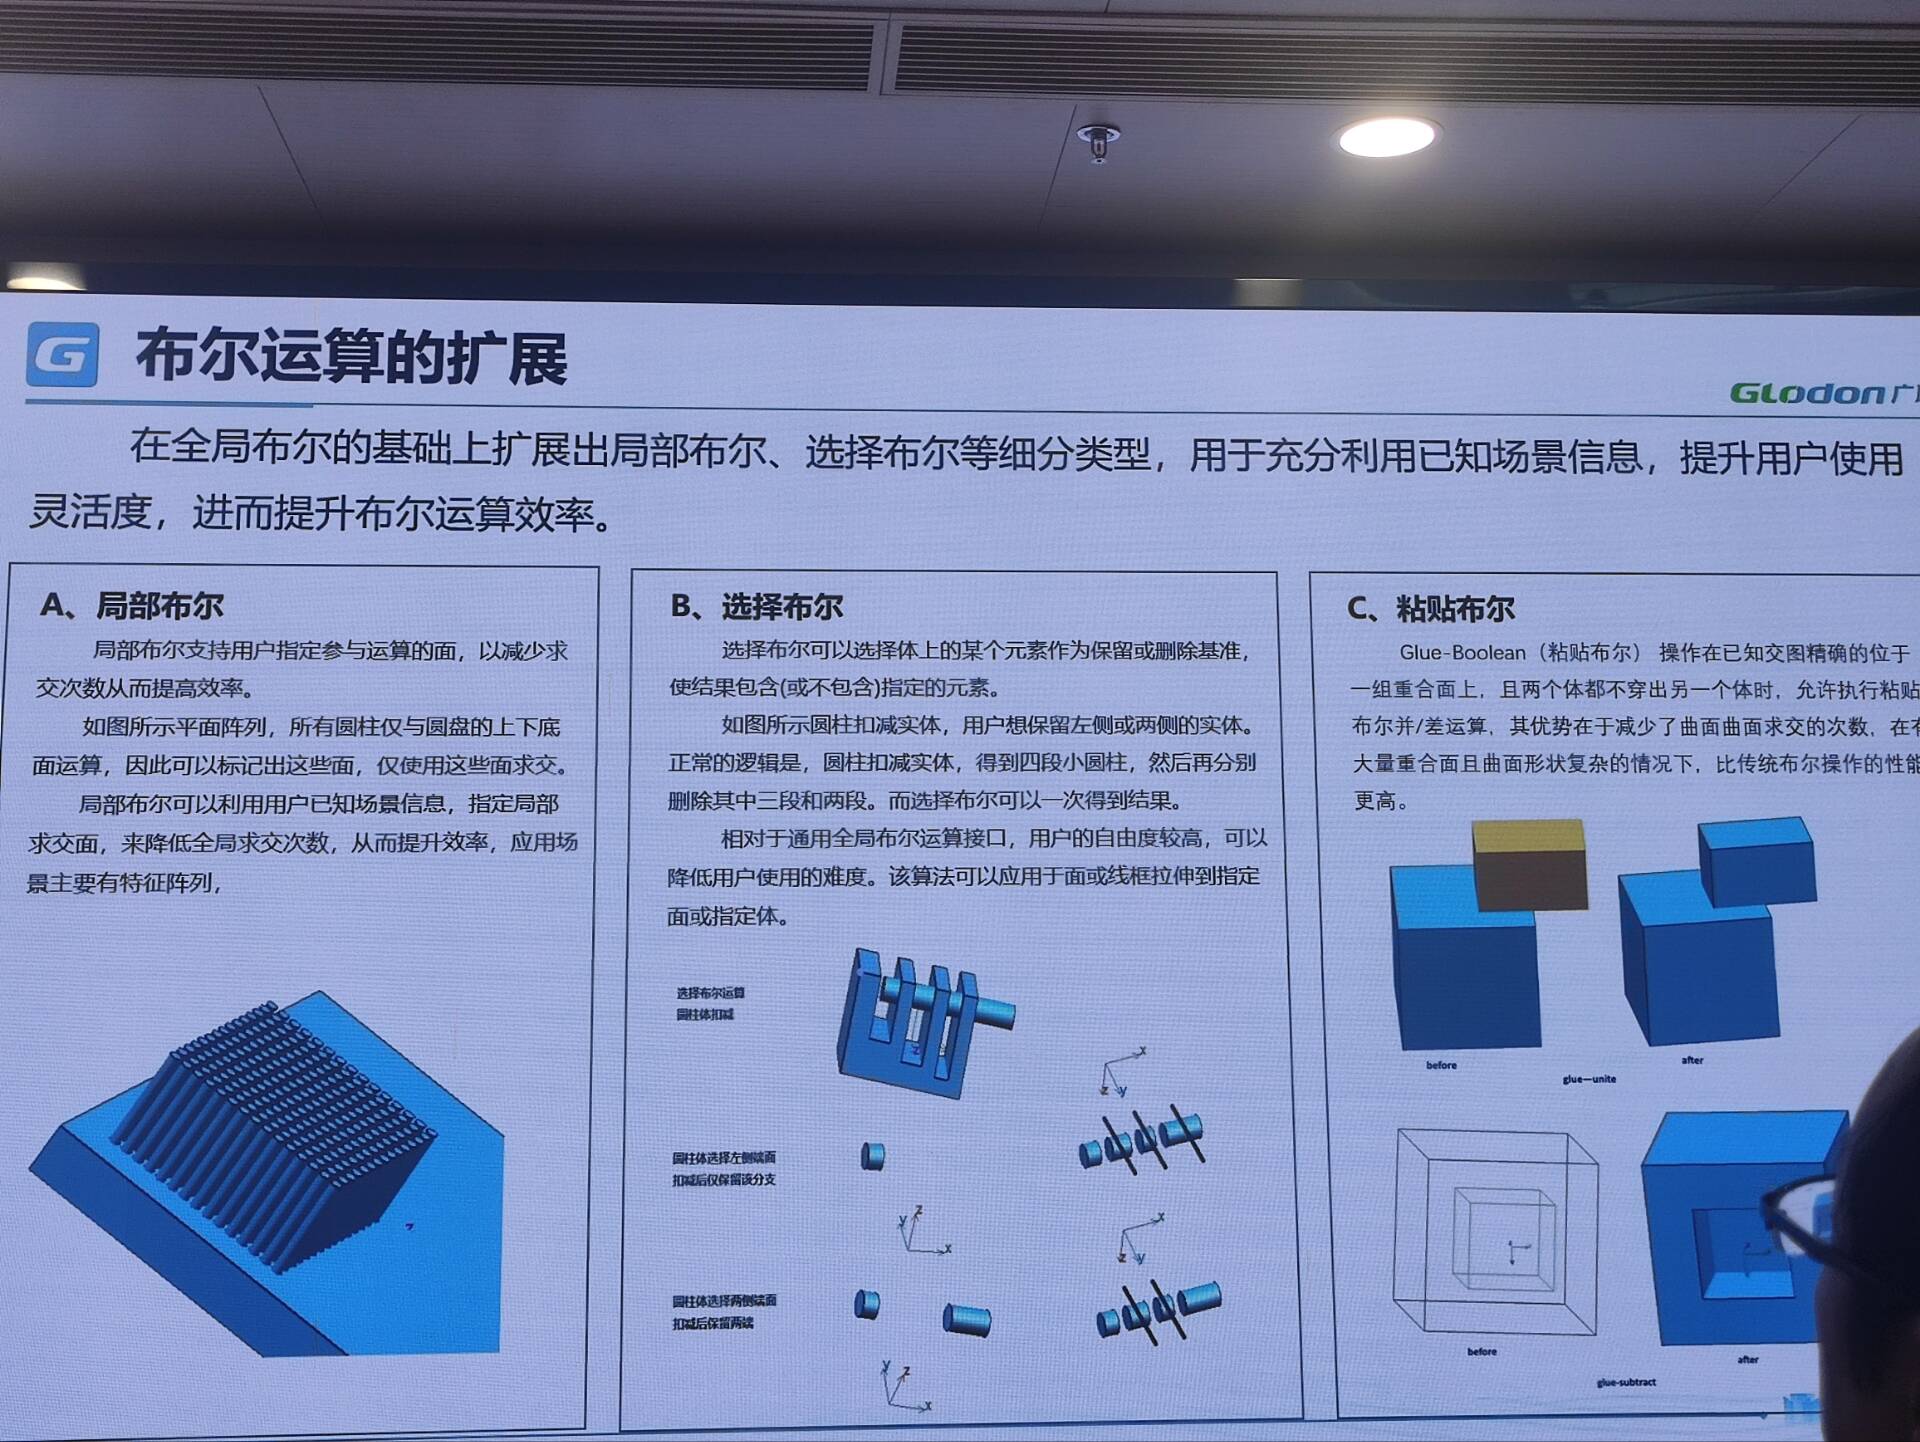 G 布尔运算的扩展
GLodon 广
在全局布尔的基础上扩展出局部布尔、选择布尔等细分类型，用于充分利用已知场景信息，提升用户使用
灵活度，进而提升布尔运算效率。
A、局部布尔
局部布尔支持用户指定参与运算的面，以减少求
交次数从而提高效率。
如图所示平面阵列，所有圆柱仅与圆盘的上下底
面运算，因此可以标记出这些面，仅使用这些面求交。
局部布尔可以利用用户已知场景信息，指定局部
求交面，来降低全局求交次数，从而提升效率，应用场
景主要有特征阵列，
B、选择布尔
选择布尔可以选择体上的某个元素作为保留或删除基准，
使结果包含(或不包含)指定的元素。
如图所示圆柱扣减实体，用户想保留左侧或两侧的实体。
正常的逻辑是，圆柱扣减实体，得到四段小圆柱，然后再分别
删除其中三段和两段。而选择布尔可以一次得到结果。
相对于通用全局布尔运算接口，用户的自由度较高，可以
降低用户使用的难度。该算法可以应用于面或线框拉伸到指定
面或指定体。
选择布尔运算
圆柱体扣减
x
z y
圆柱体选择左侧端面
扣减后仅保留该分支
y z
x
x
z y
圆柱体选择两侧端面
扣减后保留两端
y z
x
C、粘贴布尔
Glue-Boolean（粘贴布尔） 操作在已知交图精确的位于
一组重合面上，且两个体都不穿出另一个体时，允许执行粘贴
布尔并/差运算，其优势在于减少了曲面曲面求交的次数，在有
大量重合面且曲面形状复杂的情况下，比传统布尔操作的性能
更高。
before
after
glue—unite
before
after
glue-subtract